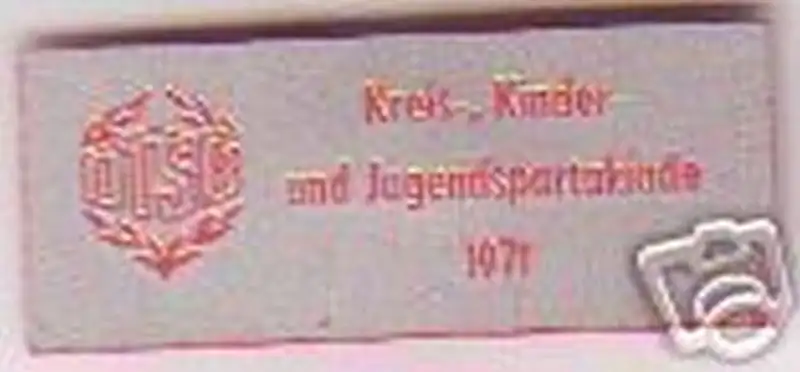 DTSB
Kreis-, Kinder
und Jugendspartakiade
1971